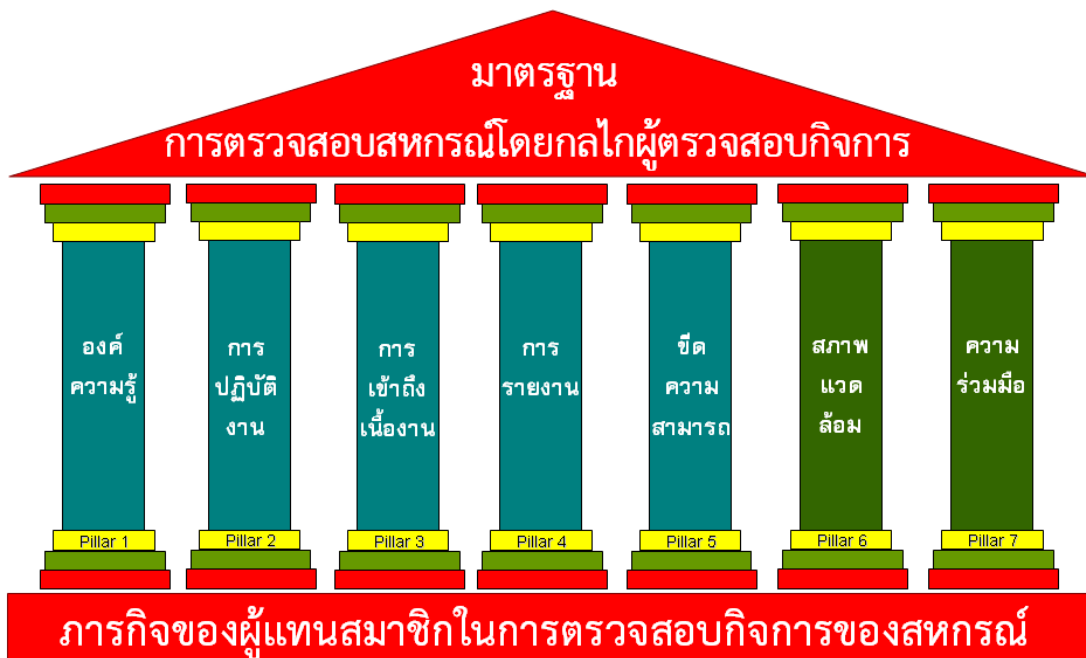 มาตรฐาน
การตรวจสอบสหกรณ์โดยกลไกผู้ตรวจสอบกิจการ
องค์
ความรู้
Pillar 1
การ
ปฏิบัติ
งาน
Pillar 2
การ
เข้าถึง
เนื้องาน
Pillar 3
การ
รายงาน
Pillar 4
ขีด
ความ
สามารถ
Pillar 5
สภาพ
แวด
ล้อม
Pillar 6
ความ
ร่วมมือ
Pillar 7
ภารกิจของผู้แทนสมาชิกในการตรวจสอบกิจการของสหกรณ์